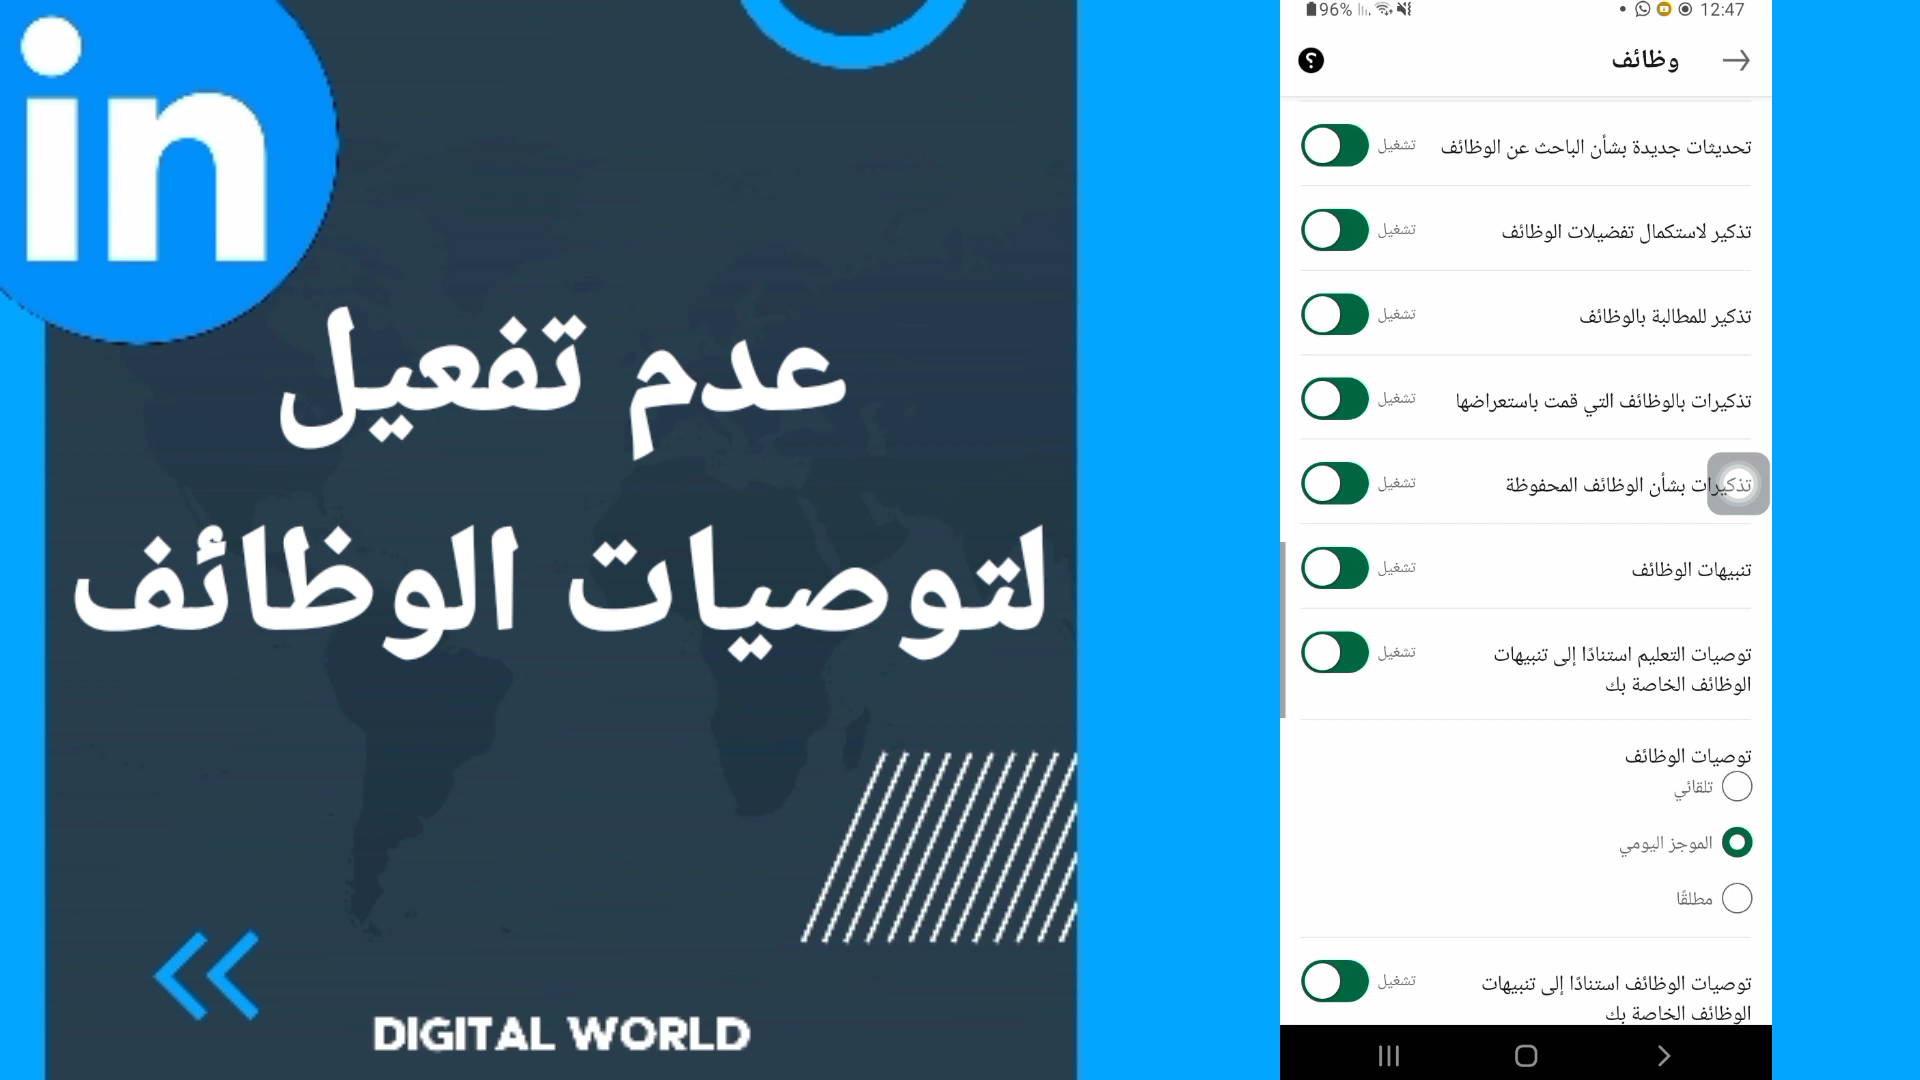 in
عدم تفعيل
لتوصيات الوظائف
DIGITAL WORLD
96%
12:47
وظائف
تحديثات جديدة بشأن الباحث عن الوظائف
تشغيل
تذكير لاستكمال تفضيلات الوظائف
تشغيل
تذكير للمطالبة بالوظائف
تشغيل
تذكيرات بالوظائف التي قمت باستعراضها
تشغيل
تذكيرات بشأن الوظائف المحفوظة
تشغيل
تنبيهات الوظائف
تشغيل
توصيات التعليم استنادًا إلى تنبيهات
الوظائف الخاصة بك
تشغيل
توصيات الوظائف
تلقائي
الموجز اليومي
مطلقًا
توصيات الوظائف استنادًا إلى تنبيهات
الوظائف الخاصة بك
تشغيل